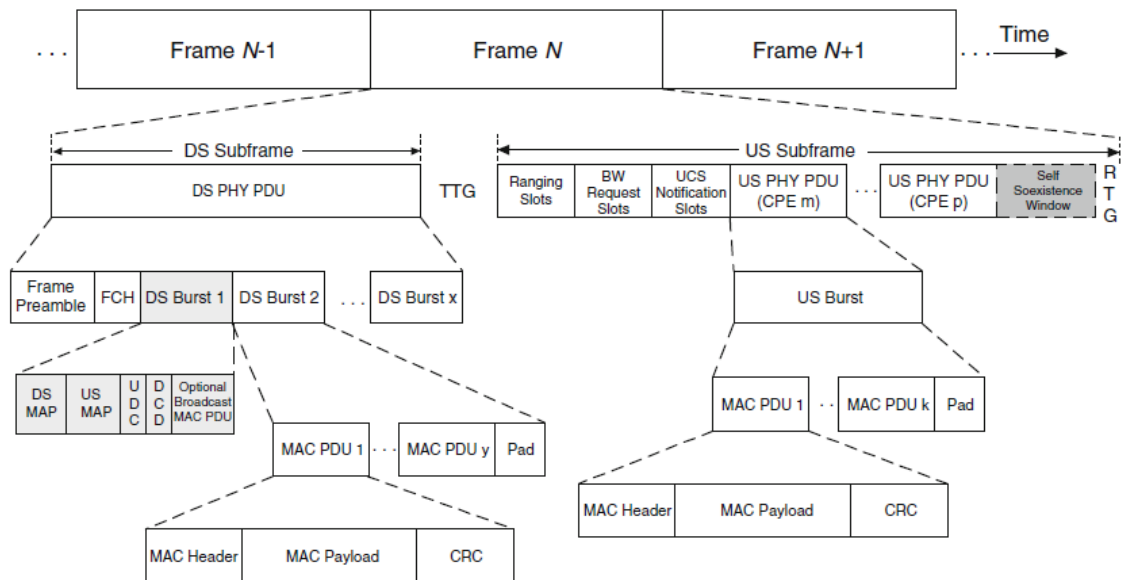 . . . Frame N-1 Frame N Frame N+1 . . . Time
DS Subframe
US Subframe
DS PHY PDU
TTG
Ranging
Slots
BW
Request
Slots
UCS
Notification
Slots
US PHY PDU
(CPE m)
. . .
US PHY PDU
(CPE p)
Self
Soexistence
Window
R
T
G
Frame
Preamble
FCH
DS Burst 1
DS Burst 2
. . .
DS Burst x
US Burst
DS
MAP
US
MAP
U
D
C
D
C
D
Optional
Broadcast
MAC PDU
MAC PDU 1
. . .
MAC PDU k
Pad
MAC PDU 1
. . .
MAC PDU y
Pad
MAC Header
MAC Payload
CRC
MAC Header
MAC Payload
CRC